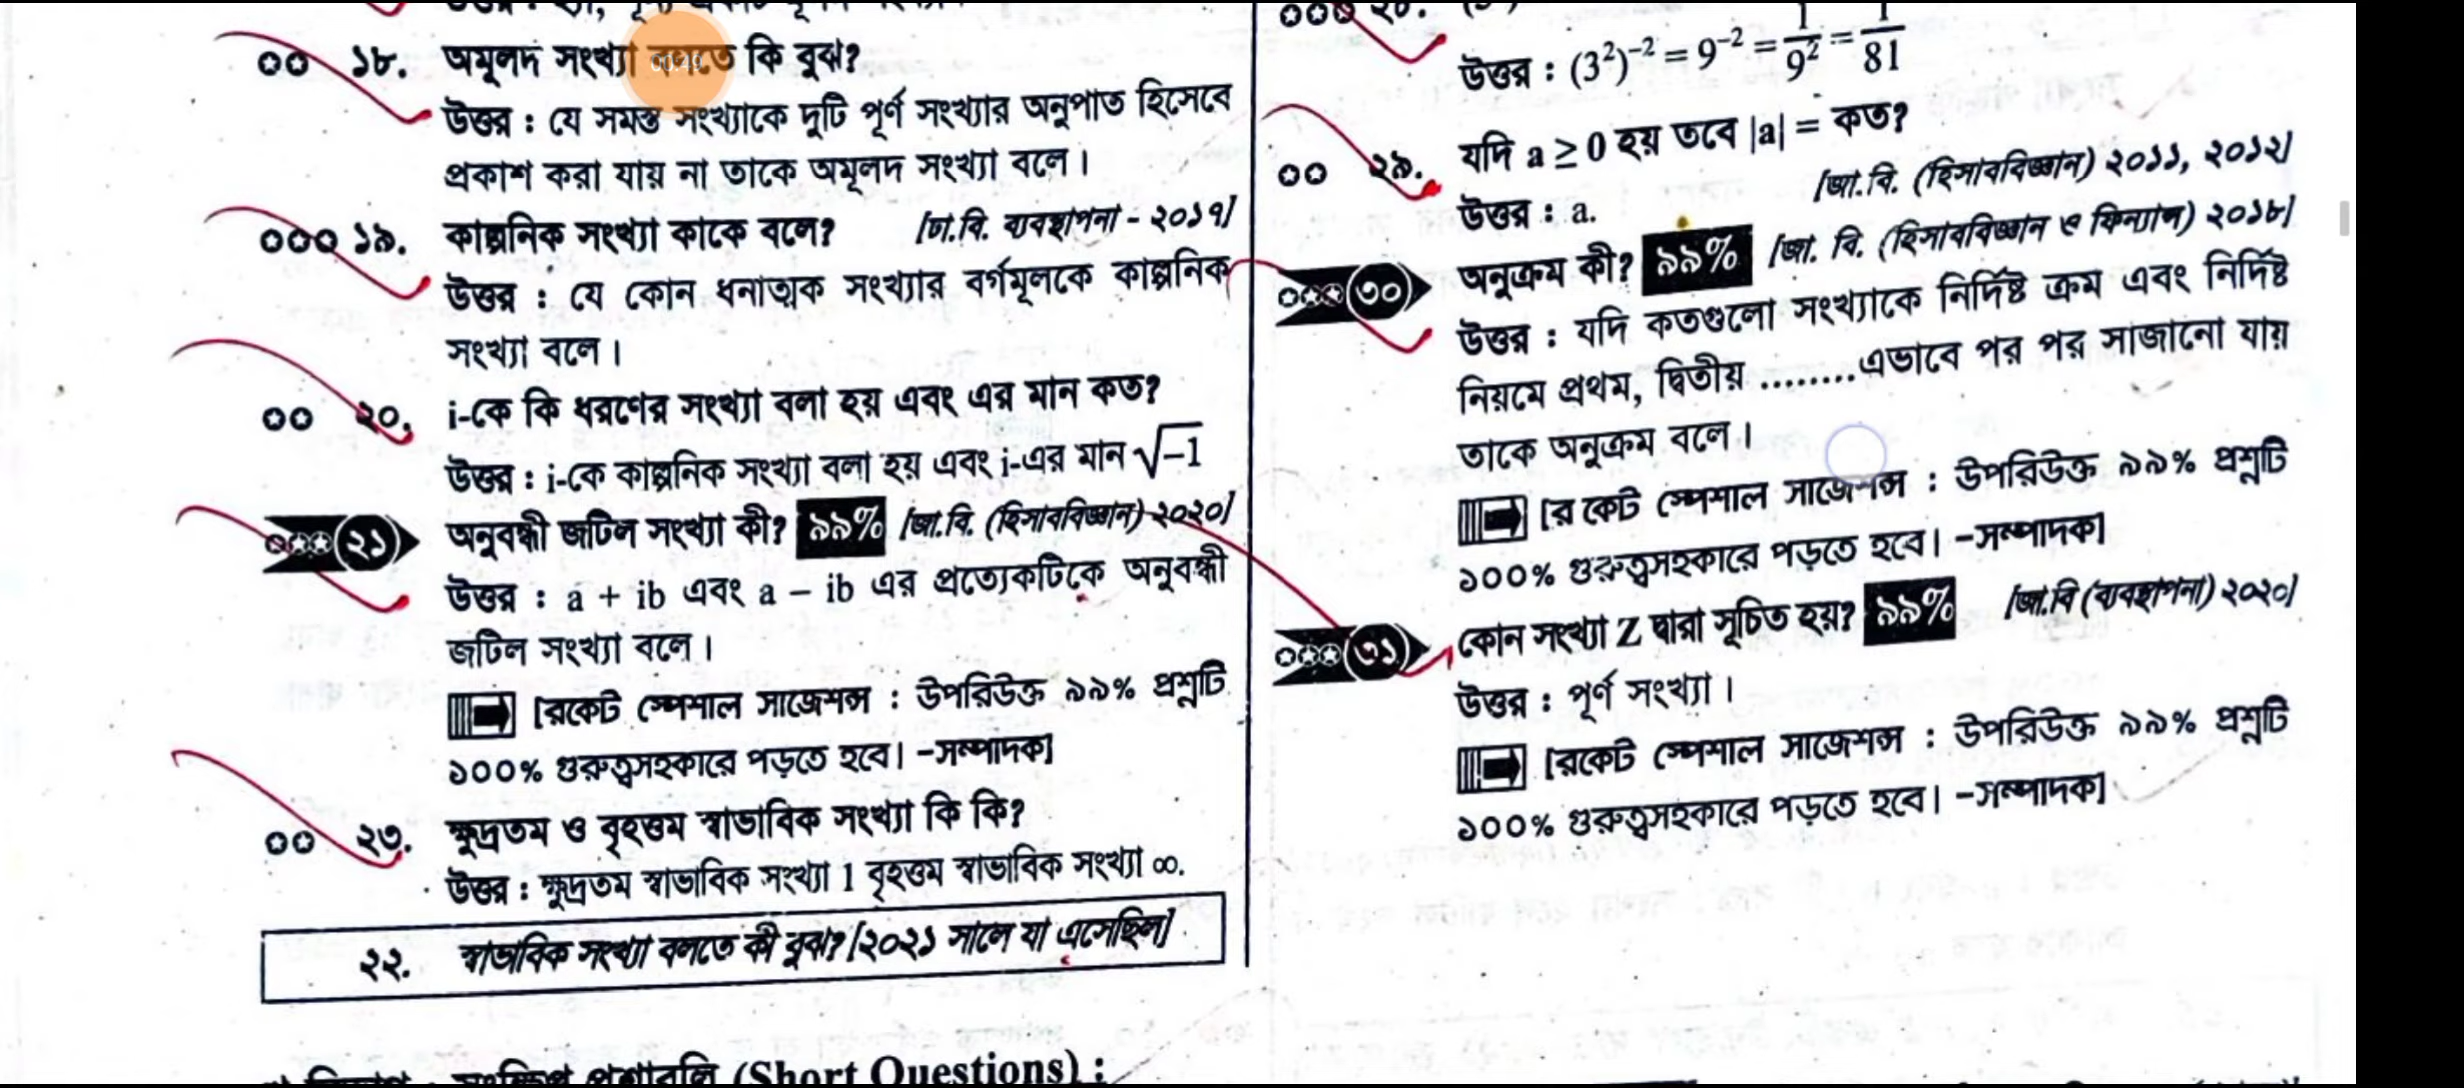 ১৮. অমূলদ সংখ্যা বলতে কি বুঝ?
উত্তর : যে সমস্ত সংখ্যাকে দুটি পূর্ণ সংখ্যার অনুপাত হিসেবে
প্রকাশ করা যায় না তাকে অমূলদ সংখ্যা বলে।
১৯. কাল্পনিক সংখ্যা কাকে বলে? [ঢা.বি. ব্যবস্থাপনা - ২০১৭]
উত্তর : যে কোন ধনাত্মক সংখ্যার বর্গমূলকে কাল্পনিক
সংখ্যা বলে।
২০. i-কে কি ধরণের সংখ্যা বলা হয় এবং এর মান কত?
উত্তর : i-কে কাল্পনিক সংখ্যা বলা হয় এবং i-এর মান √-1
২১ অনুবন্ধী জটিল সংখ্যা কী? ৯৯% [জা.বি. (হিসাববিজ্ঞান) ২০২০]
উত্তর : a + ib এবং a – ib এর প্রত্যেকটিকে অনুবন্ধী
জটিল সংখ্যা বলে।
[রকেট স্পেশাল সাজেশন্স : উপরিউক্ত ৯৯% প্রশ্নটি
১০০% গুরুত্বসহকারে পড়তে হবে। –সম্পাদক]
২৩. ক্ষুদ্রতম ও বৃহত্তম স্বাভাবিক সংখ্যা কি কি?
উত্তর : ক্ষুদ্রতম স্বাভাবিক সংখ্যা 1 বৃহত্তম স্বাভাবিক সংখ্যা ∞.
২২. স্বাভাবিক সংখ্যা বলতে কী বুঝ? [২০২১ সালে যা এসেছিল]
সংক্ষিপ্ত প্রশ্নাবলি (Short Questions) :
উত্তর : (3²)⁻² = 9⁻² = 1/9² = 1/81
২৯. যদি a ≥ 0 হয় তবে |a| = কত?
[জা.বি. (হিসাববিজ্ঞান) ২০১১, ২০১২]
উত্তর : a.
৩০ অনুক্রম কী? ৯৯% [জা. বি. (হিসাববিজ্ঞান ও ফিন্যান্স) ২০১৮]
উত্তর : যদি কতগুলো সংখ্যাকে নির্দিষ্ট ক্রম এবং নির্দিষ্ট
নিয়মে প্রথম, দ্বিতীয় ........এভাবে পর পর সাজানো যায়
তাকে অনুক্রম বলে।
[রকেট স্পেশাল সাজেশন্স : উপরিউক্ত ৯৯% প্রশ্নটি
১০০% গুরুত্বসহকারে পড়তে হবে। –সম্পাদক]
৩১ কোন সংখ্যা Z দ্বারা সূচিত হয়? ৯৯% [জা.বি (ব্যবস্থাপনা) ২০২০]
উত্তর : পূর্ণ সংখ্যা।
[রকেট স্পেশাল সাজেশন্স : উপরিউক্ত ৯৯% প্রশ্নটি
১০০% গুরুত্বসহকারে পড়তে হবে। –সম্পাদক]